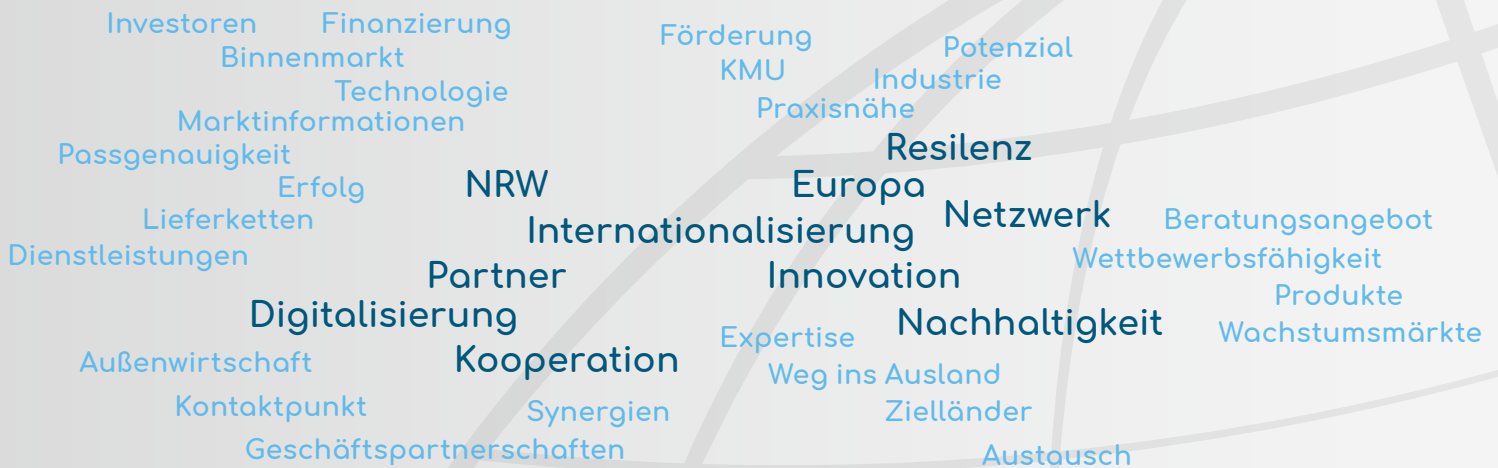 Investoren Finanzierung Förderung Potenzial
Binnenmarkt KMU Industrie
Technologie Praxisnähe
Marktinformationen
Passgenauigkeit Resilenz
Erfolg NRW Europa
Lieferketten Internationalisierung Netzwerk Beratungsangebot
Dienstleistungen Wettbewerbsfähigkeit
Partner Innovation Produkte
Digitalisierung Nachhaltigkeit Wachstumsmärkte
Expertise
Außenwirtschaft Kooperation Weg ins Ausland
Kontaktpunkt Synergien Zielländer
Geschäftspartnerschaften Austausch